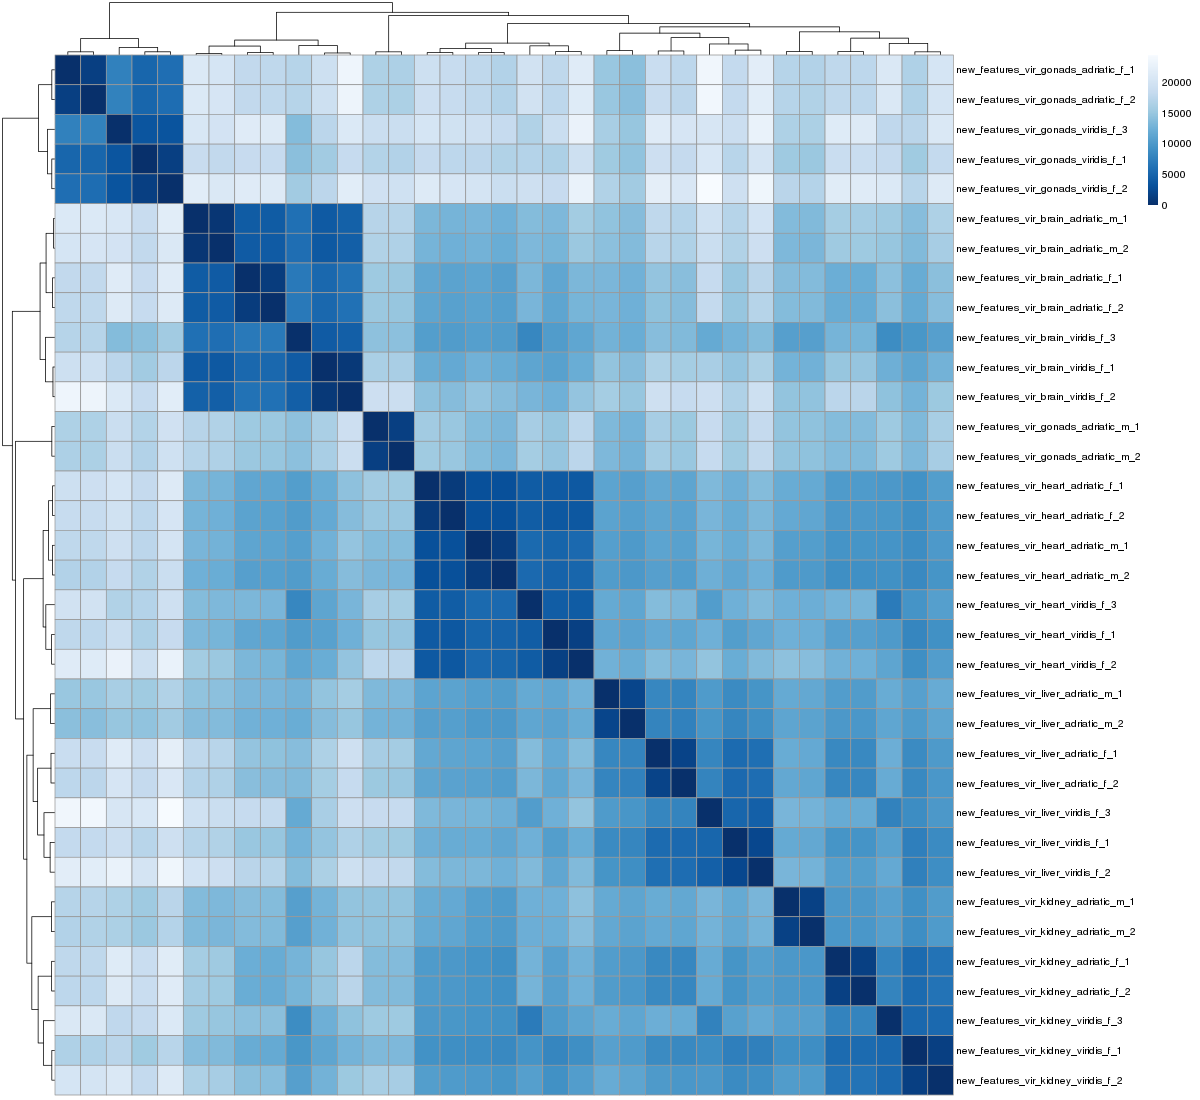 new_features_vir_gonads_adriatic_f_1
new_features_vir_gonads_adriatic_f_2
new_features_vir_gonads_viridis_f_3
new_features_vir_gonads_viridis_f_1
new_features_vir_gonads_viridis_f_2
new_features_vir_brain_adriatic_m_1
new_features_vir_brain_adriatic_m_2
new_features_vir_brain_adriatic_f_1
new_features_vir_brain_adriatic_f_2
new_features_vir_brain_viridis_f_3
new_features_vir_brain_viridis_f_1
new_features_vir_brain_viridis_f_2
new_features_vir_gonads_adriatic_m_1
new_features_vir_gonads_adriatic_m_2
new_features_vir_heart_adriatic_f_1
new_features_vir_heart_adriatic_f_2
new_features_vir_heart_adriatic_m_1
new_features_vir_heart_adriatic_m_2
new_features_vir_heart_viridis_f_3
new_features_vir_heart_viridis_f_1
new_features_vir_heart_viridis_f_2
new_features_vir_liver_adriatic_m_1
new_features_vir_liver_adriatic_m_2
new_features_vir_liver_adriatic_f_1
new_features_vir_liver_adriatic_f_2
new_features_vir_liver_viridis_f_3
new_features_vir_liver_viridis_f_1
new_features_vir_liver_viridis_f_2
new_features_vir_kidney_adriatic_m_1
new_features_vir_kidney_adriatic_m_2
new_features_vir_kidney_adriatic_f_1
new_features_vir_kidney_adriatic_f_2
new_features_vir_kidney_viridis_f_3
new_features_vir_kidney_viridis_f_1
new_features_vir_kidney_viridis_f_2
20000
15000
10000
5000
0